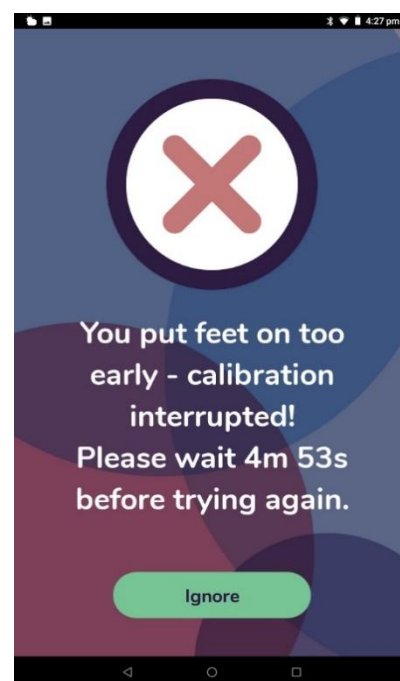 4:27 pm
You put feet on too
early - calibration
interrupted!
Please wait 4m 53s
before trying again.
Ignore